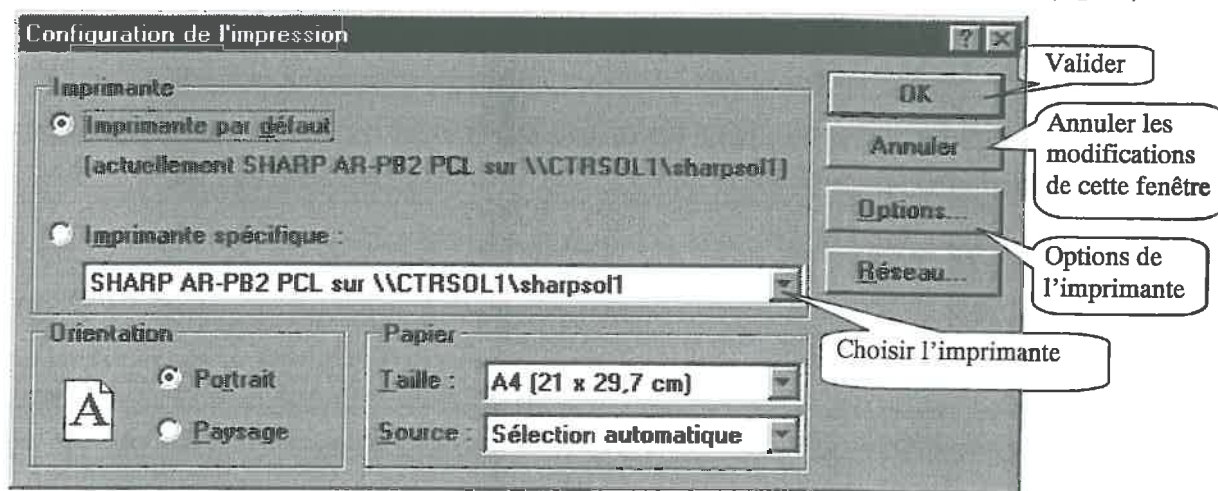 Configuration de l'impression
Imprimante
Imprimante par défaut
(actuellement SHARP AR-PB2 PCL sur \\CTRSOL1\sharpsol1)
Imprimante spécifique :
SHARP AR-PB2 PCL sur \\CTRSOL1\sharpsol1
Orientation
A
Portrait
Paysage
Papier
Taille : A4 (21 x 29,7 cm)
Source : Sélection automatique
OK
Annuler
Options...
Réseau...
Valider
Annuler les
modifications
de cette fenêtre
Options de
l'imprimante
Choisir l'imprimante